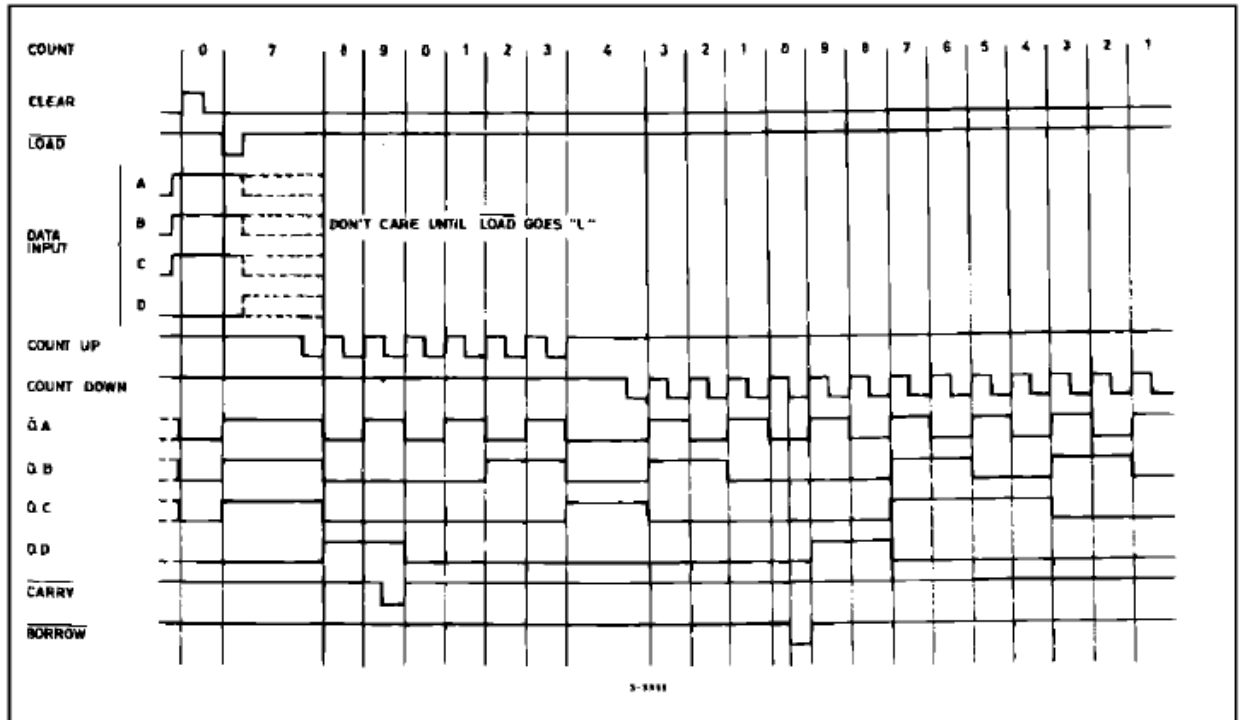 COUNT 0 7 8 9 0 1 2 3 4 3 2 1 0 9 8 7 6 5 4 3 2 1
CLEAR
LOAD
A
B
DON'T CARE UNTIL LOAD GOES "L"
DATA
INPUT
C
D
COUNT UP
COUNT DOWN
Q.A
Q.B
Q.C
Q.D
CARRY
BORROW